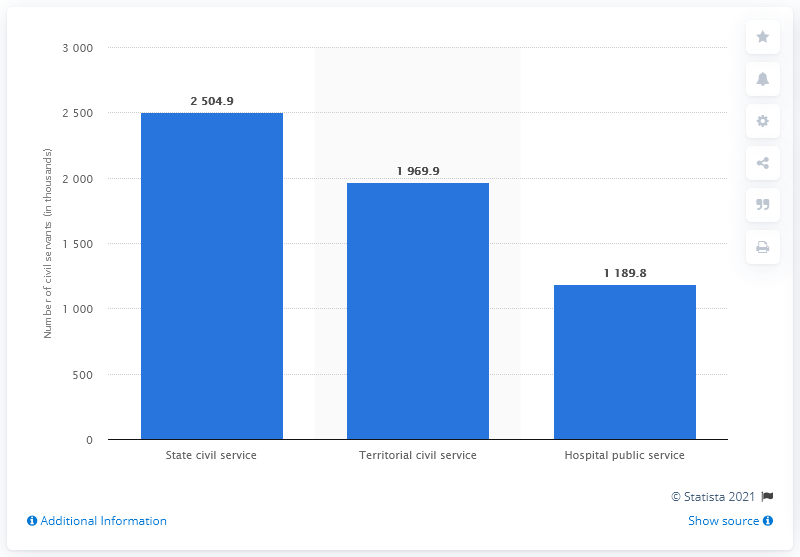 3 000
2 500
2 000
1 500
1 000
500
0
Number of civil servants (in thousands)
2 504.9
1 969.9
1 189.8
State civil service
Territorial civil service
Hospital public service
© Statista 2021
Additional Information
Show source